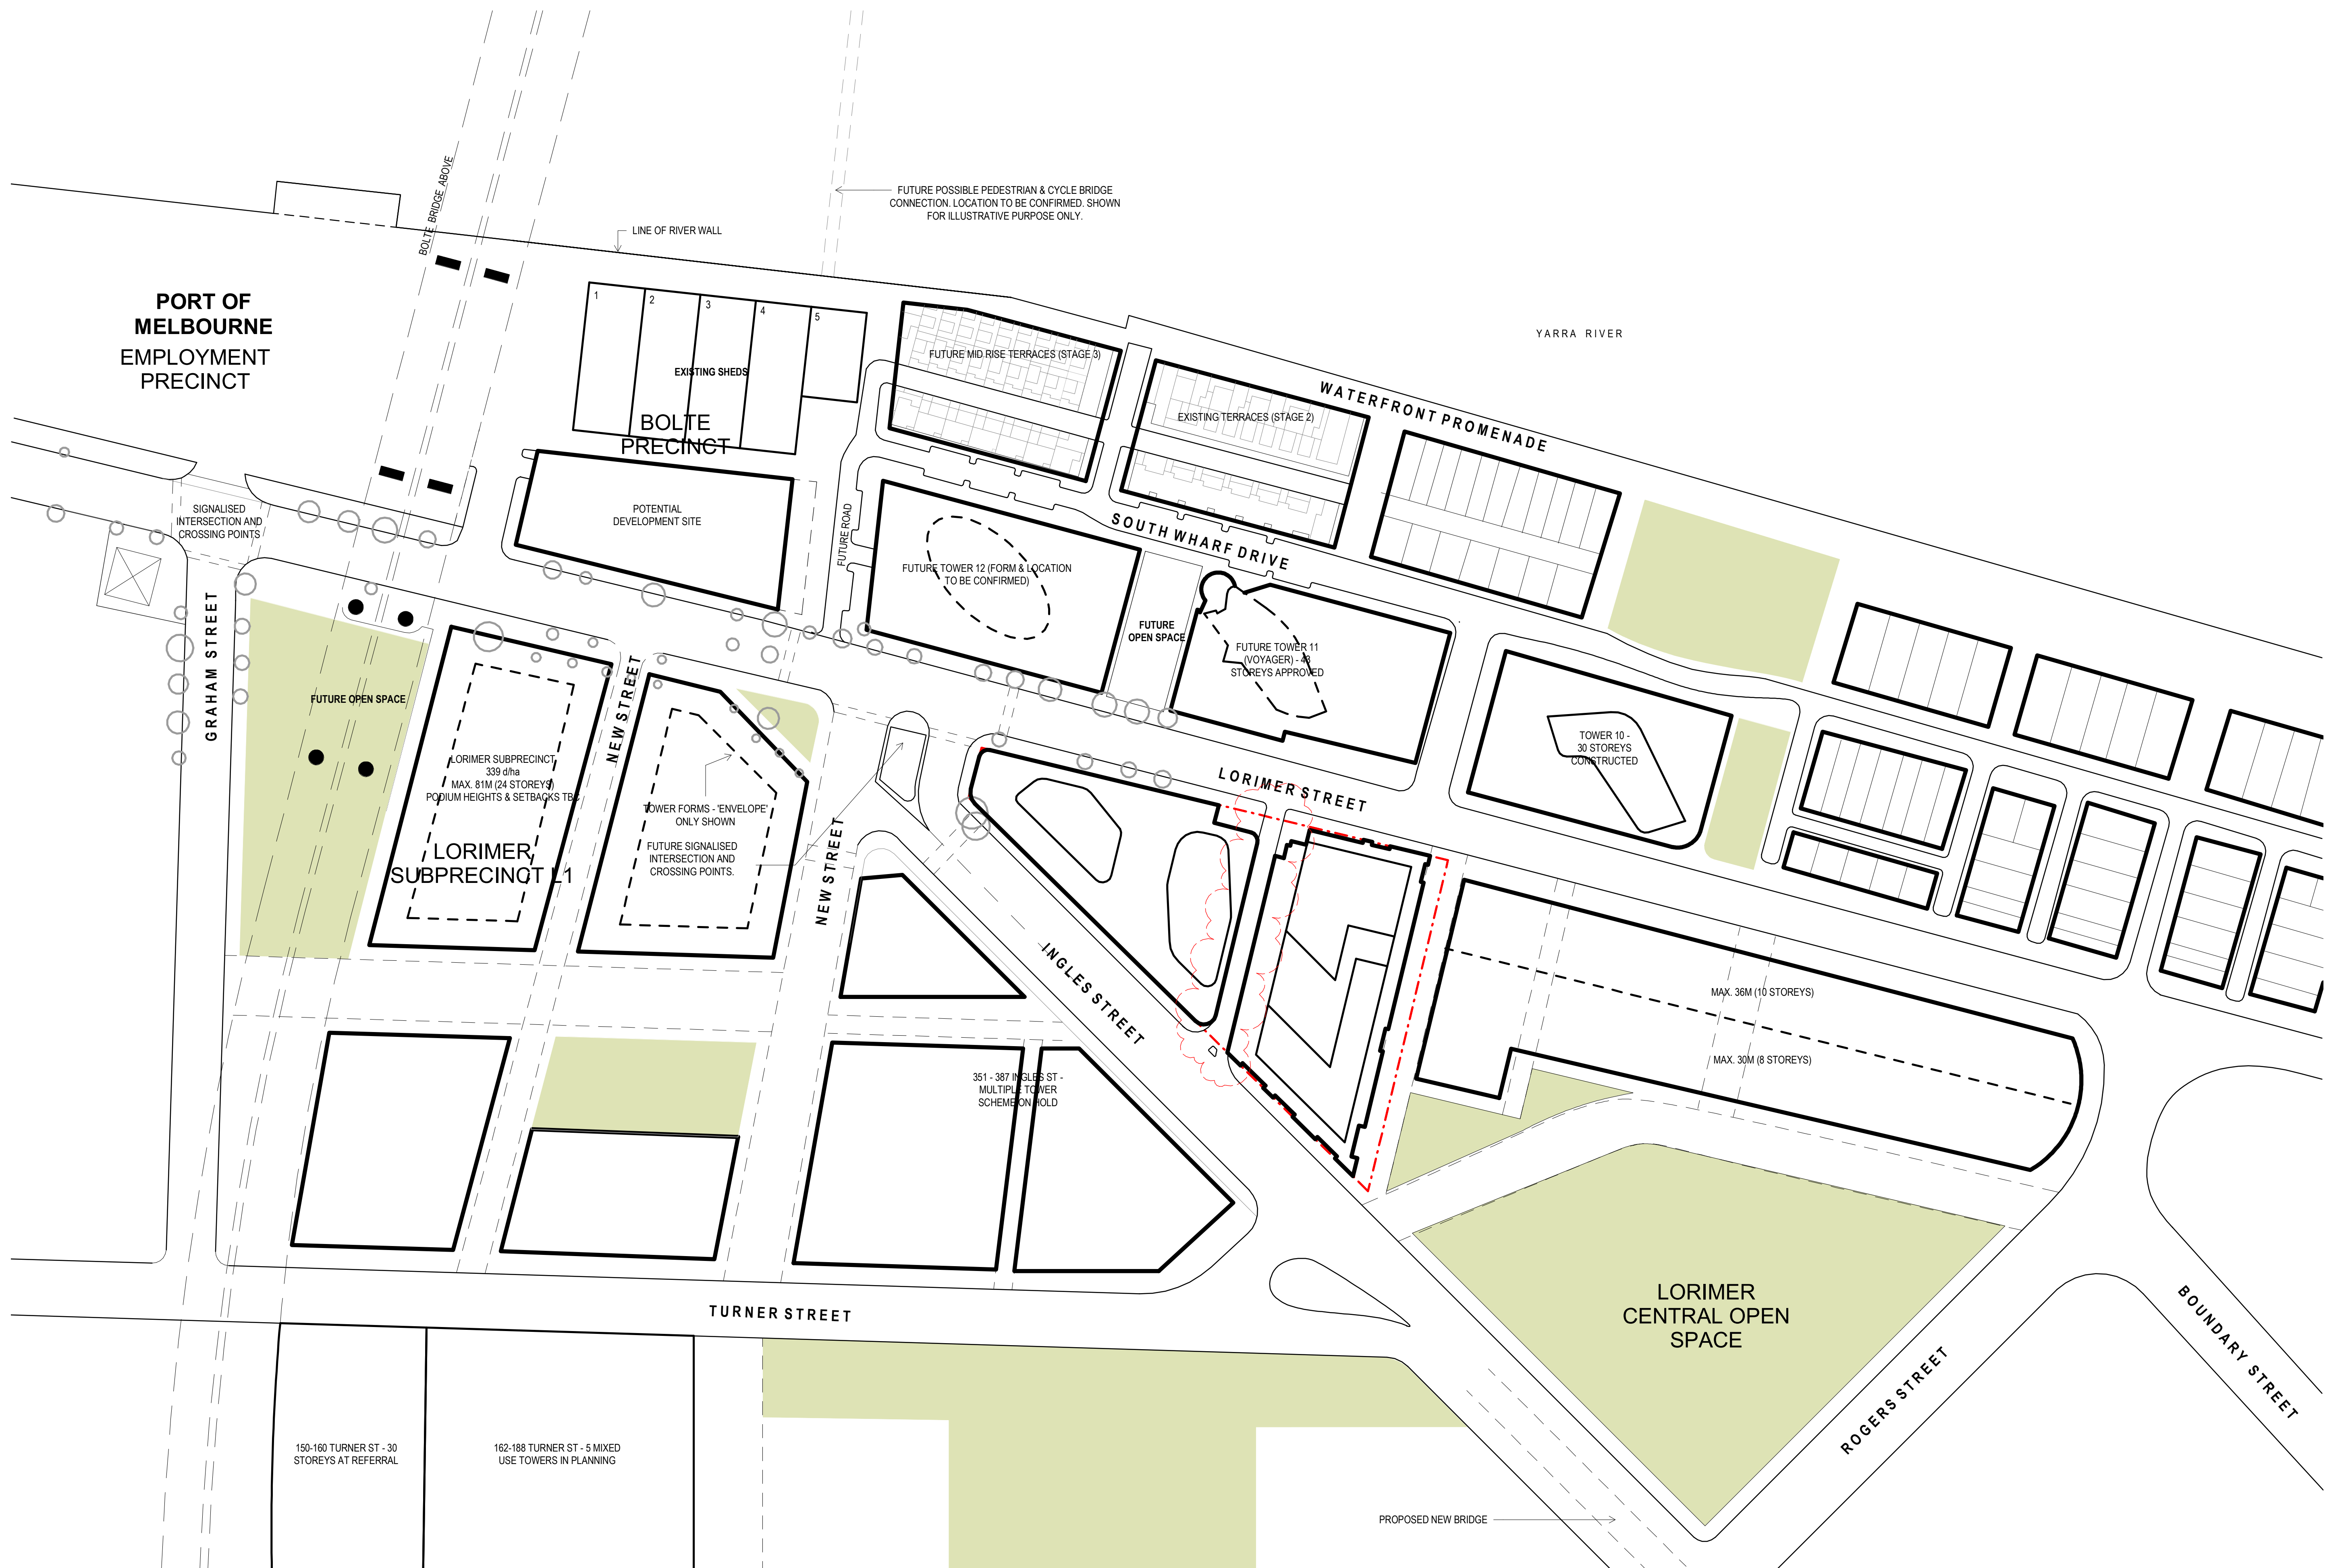 BOLTE BRIDGE ABOVE
FUTURE POSSIBLE PEDESTRIAN & CYCLE BRIDGE
CONNECTION. LOCATION TO BE CONFIRMED. SHOWN
FOR ILLUSTRATIVE PURPOSE ONLY.
LINE OF RIVER WALL
PORT OF
MELBOURNE
EMPLOYMENT
PRECINCT
1
2
3
4
5
EXISTING SHEDS
BOLTE
PRECINCT
YARRA RIVER
FUTURE MID RISE TERRACES (STAGE 3)
EXISTING TERRACES (STAGE 2)
WATERFRONT PROMENADE
SIGNALISED
INTERSECTION AND
CROSSING POINTS
POTENTIAL
DEVELOPMENT SITE
FUTURE ROAD
SOUTH WHARF DRIVE
FUTURE TOWER 12 (FORM & LOCATION
TO BE CONFIRMED)
FUTURE
OPEN SPACE
FUTURE TOWER 11
(VOYAGER) - 43
STOREYS APPROVED
GRAHAM STREET
FUTURE OPEN SPACE
NEW STREET
TOWER 10 -
30 STOREYS
CONSTRUCTED
LORIMER SUBPRECINCT
339 d/ha
MAX. 81M (24 STOREYS)
PODIUM HEIGHTS & SETBACKS TBC
TOWER FORMS - 'ENVELOPE'
ONLY SHOWN
LORIMER STREET
FUTURE SIGNALISED
INTERSECTION AND
CROSSING POINTS.
LORIMER
SUBPRECINCT L1
NEW STREET
INGLES STREET
MAX. 36M (10 STOREYS)
MAX. 30M (8 STOREYS)
351 - 387 INGLES ST -
MULTIPLE TOWER
SCHEME ON HOLD
TURNER STREET
LORIMER
CENTRAL OPEN
SPACE
BOUNDARY STREET
ROGERS STREET
150-160 TURNER ST - 30
STOREYS AT REFERRAL
162-188 TURNER ST - 5 MIXED
USE TOWERS IN PLANNING
PROPOSED NEW BRIDGE